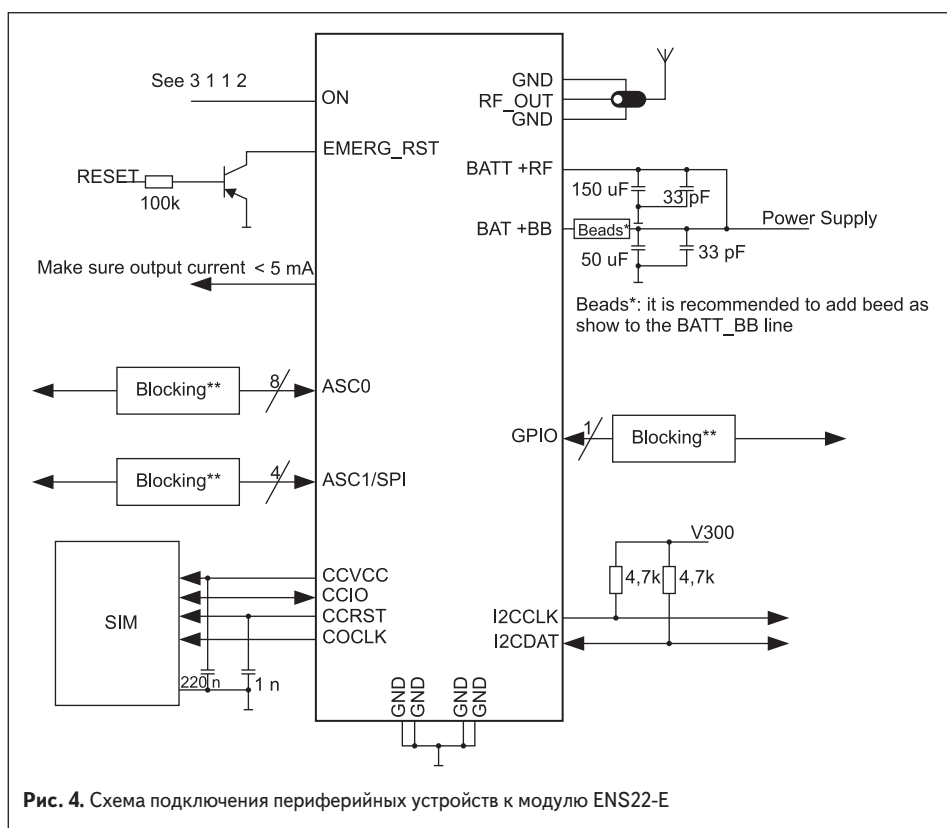 See 3 1 1 2
ON
EMERG_RST
RESET
100k
Make sure output current < 5 mA
Blocking**
8
ASC0
Blocking**
4
ASC1/SPI
SIM
CCVCC
CCIO
CCRST
COCLK
220 n
1 n
GND
GND
GND
GND
GND
RF_OUT
GND
BATT +RF
150 uF
33 pF
BAT +BB
Beads*
Power Supply
50 uF
33 pF
Beads*: it is recommended to add beed as
show to the BATT_BB line
GPIO
1
Blocking**
V300
4,7k
4,7k
I2CCLK
I2CDAT
Рис. 4. Схема подключения периферийных устройств к модулю ENS22-E